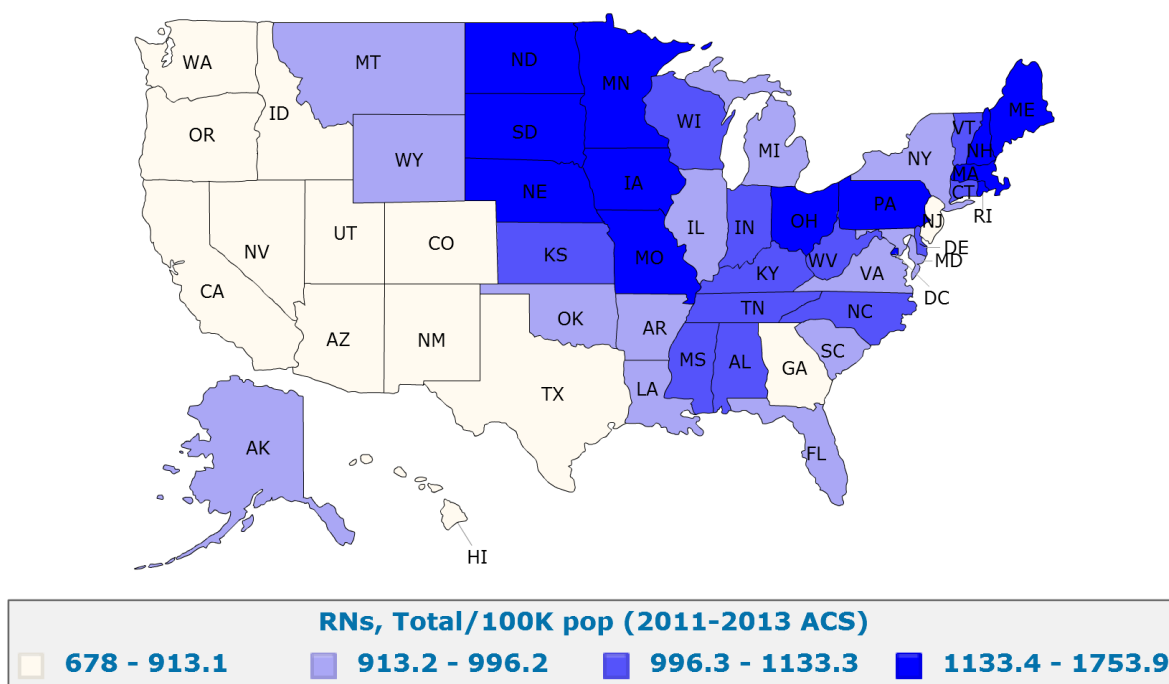 WA
MT
ND
MN
ME
ID
OR
SD
WI
VT
NH
WY
MI
NY
MA
IA
NE
CT
RI
PA
NJ
OH
IL
IN
UT
CO
NV
KS
MO
WV
DE
MD
KY
VA
CA
DC
TN
NC
OK
AR
AZ
NM
SC
MS
AL
GA
LA
TX
AK
FL
HI
RNs, Total/100K pop (2011-2013 ACS)
678 - 913.1 913.2 - 996.2 996.3 - 1133.3 1133.4 - 1753.9